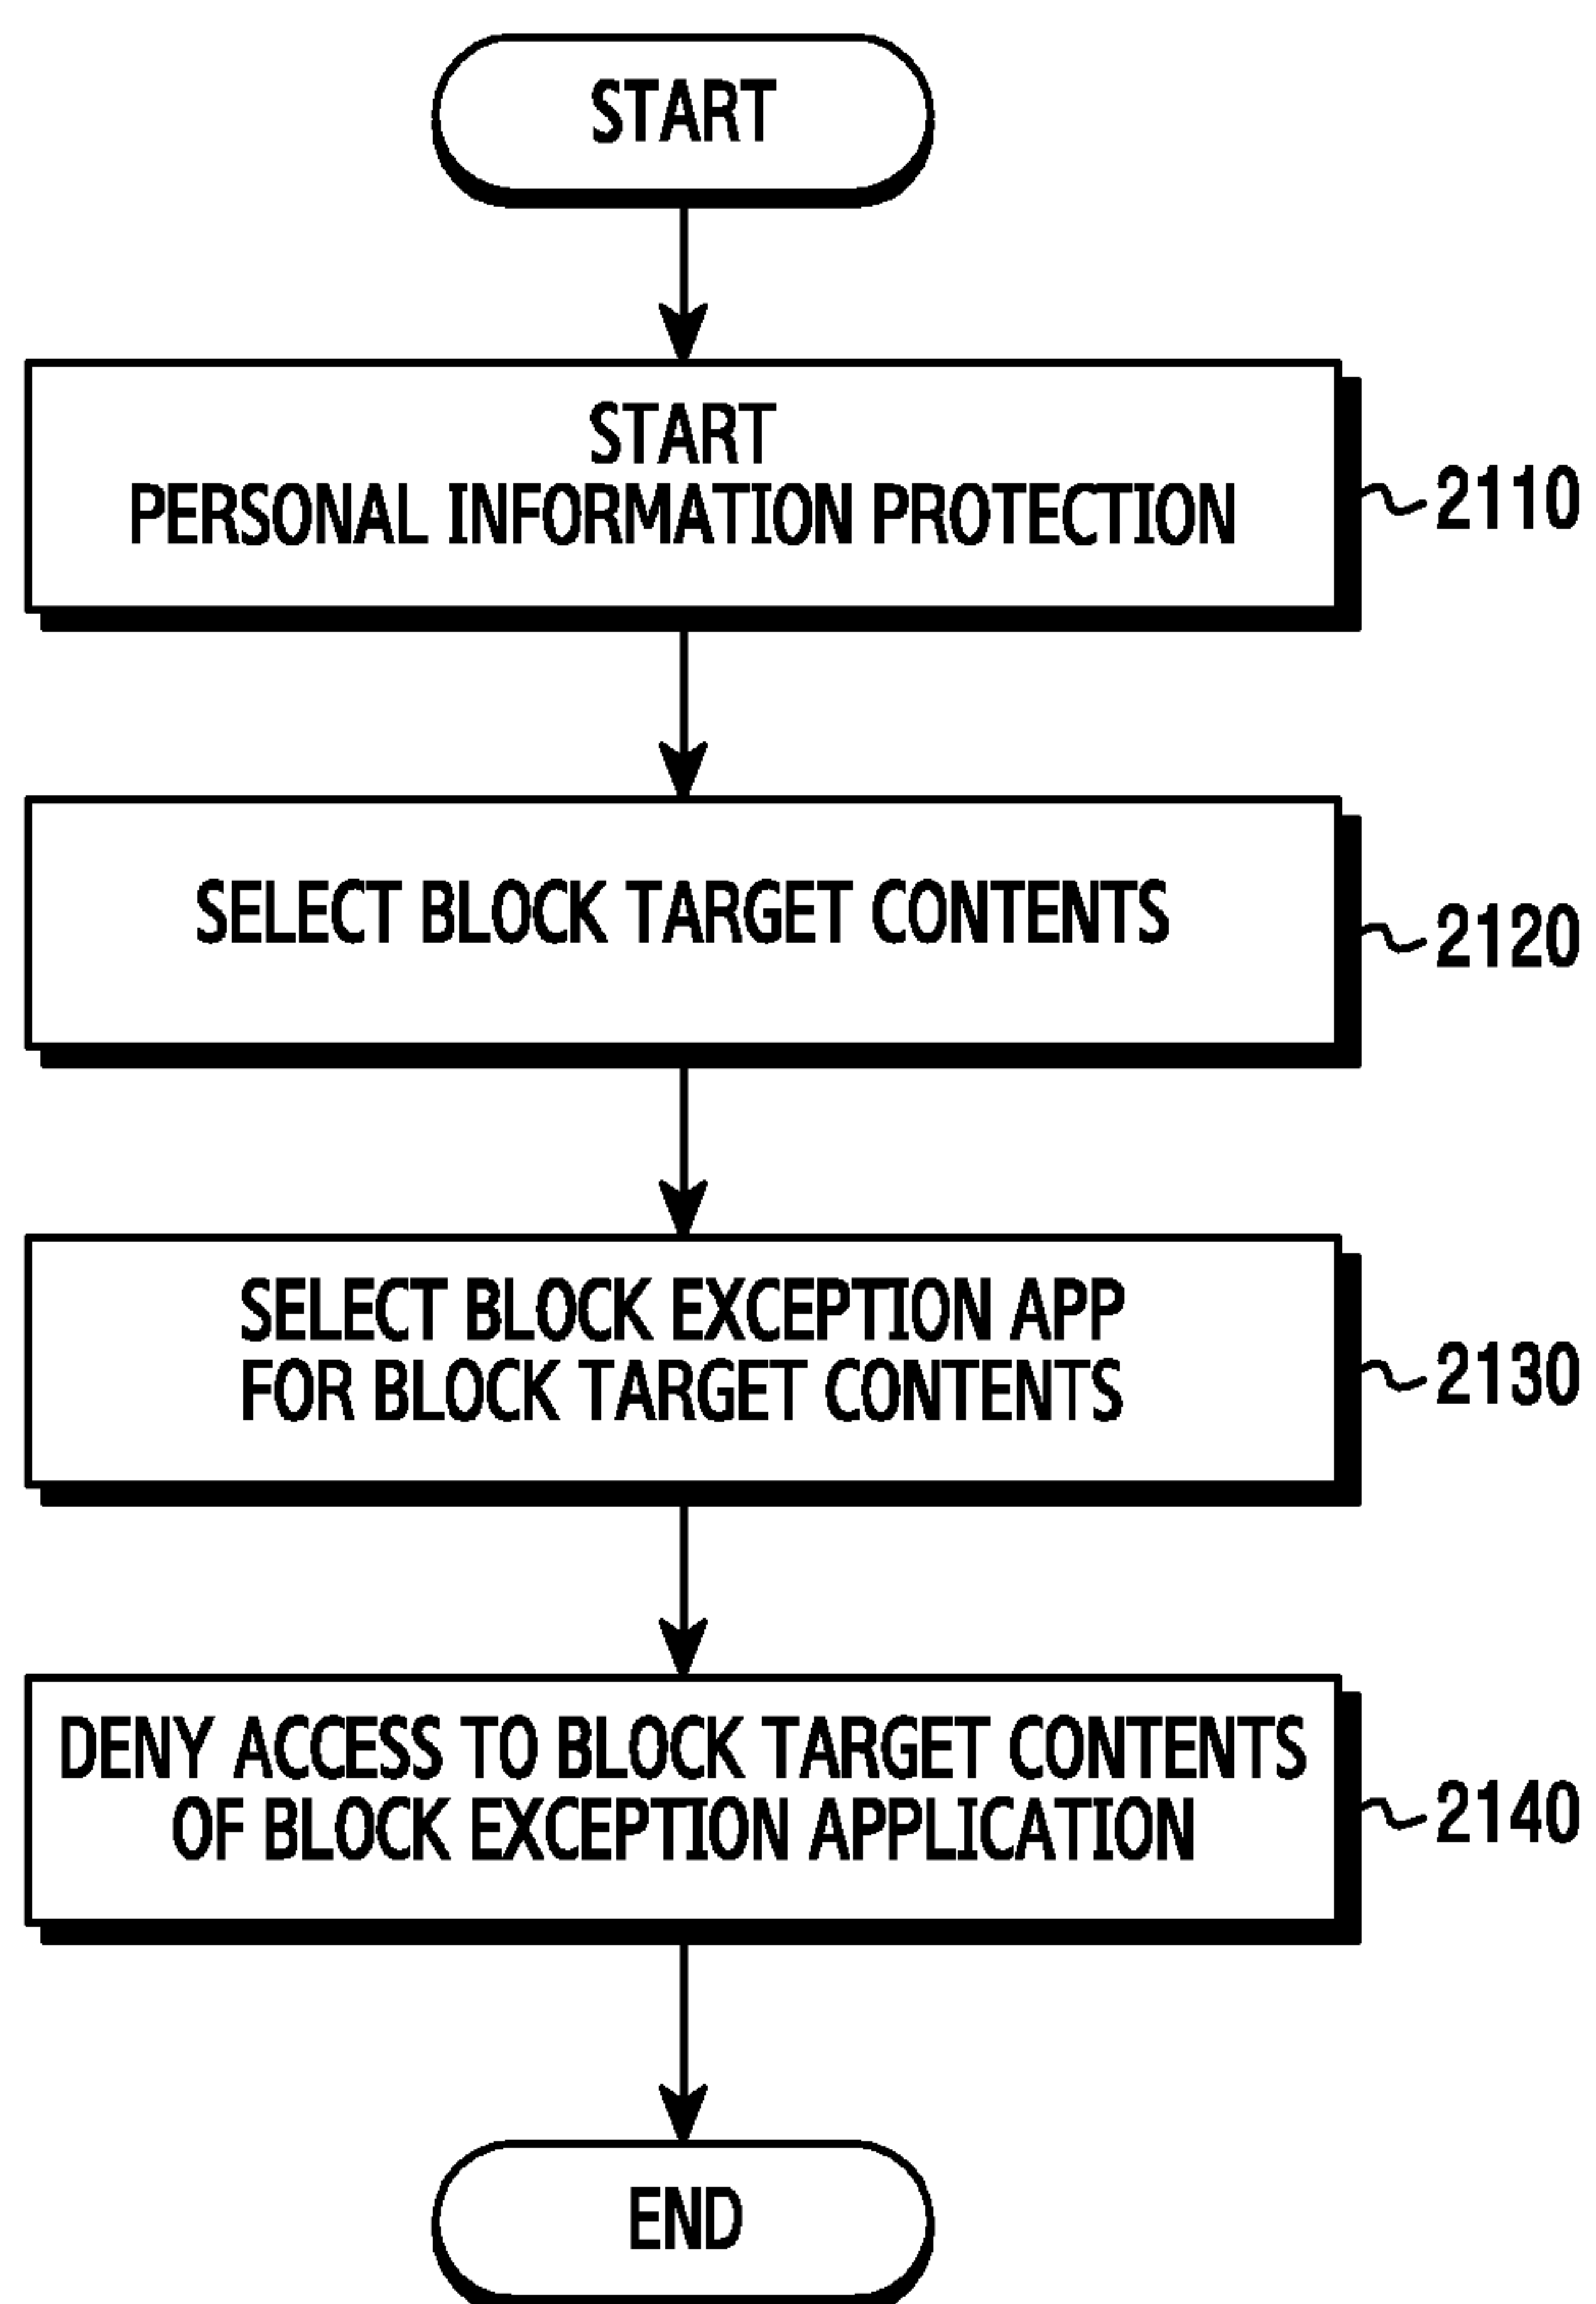 START
START
PERSONAL INFORMATION PROTECTION
2110
SELECT BLOCK TARGET CONTENTS
2120
SELECT BLOCK EXCEPTION APP
FOR BLOCK TARGET CONTENTS
2130
DENY ACCESS TO BLOCK TARGET CONTENTS
OF BLOCK EXCEPTION APPLICATION
2140
END